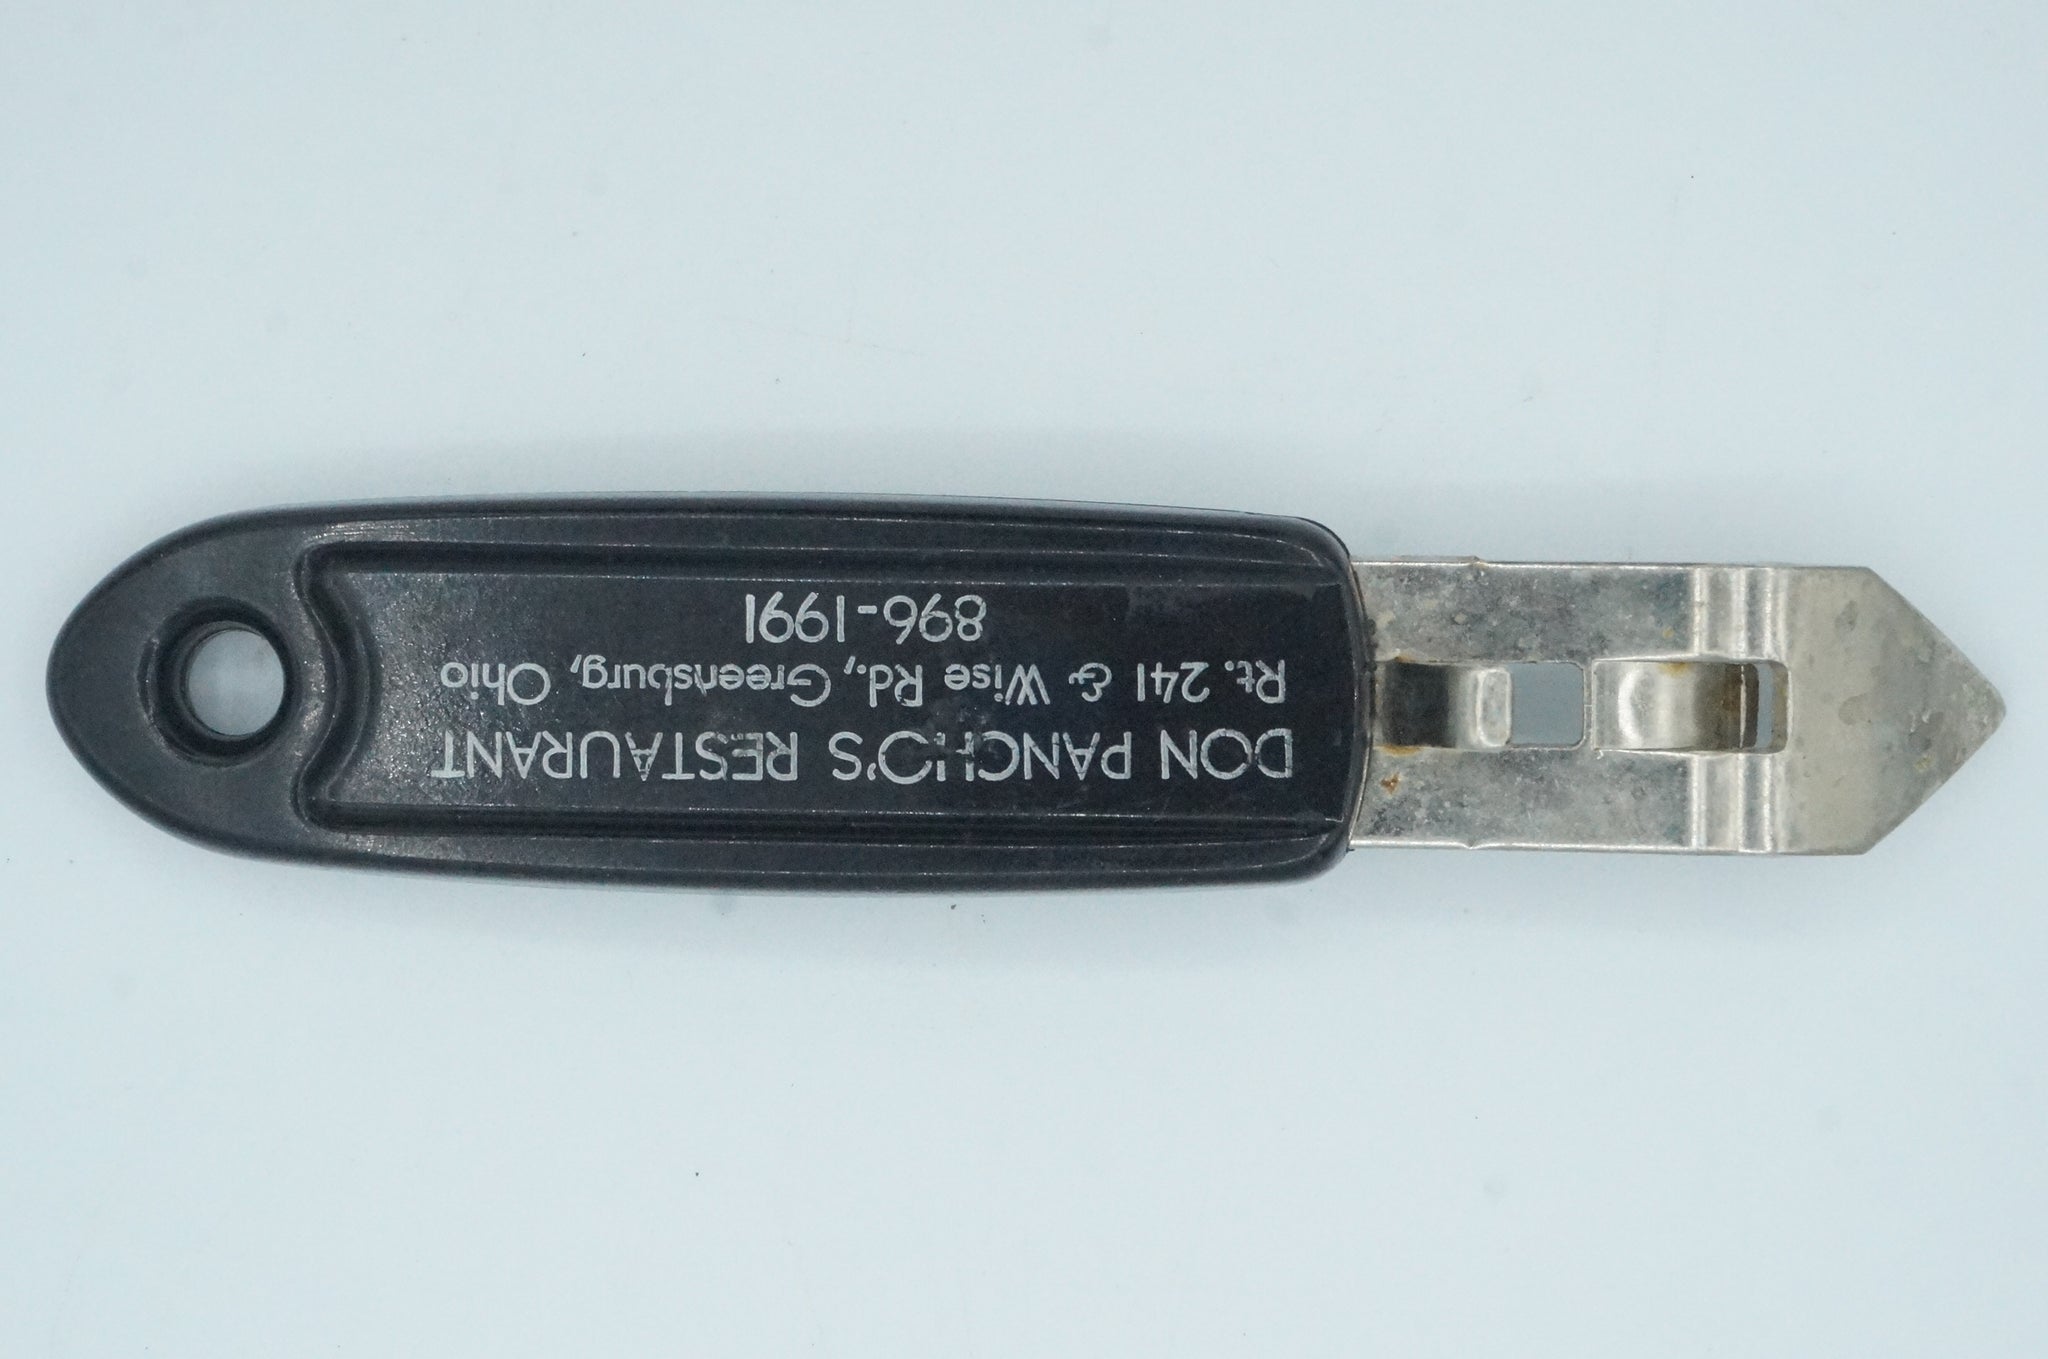 DON PANCHO'S RESTAURANT
Rt. 241 & Wise Rd., Greensburg, Ohio
896-1991